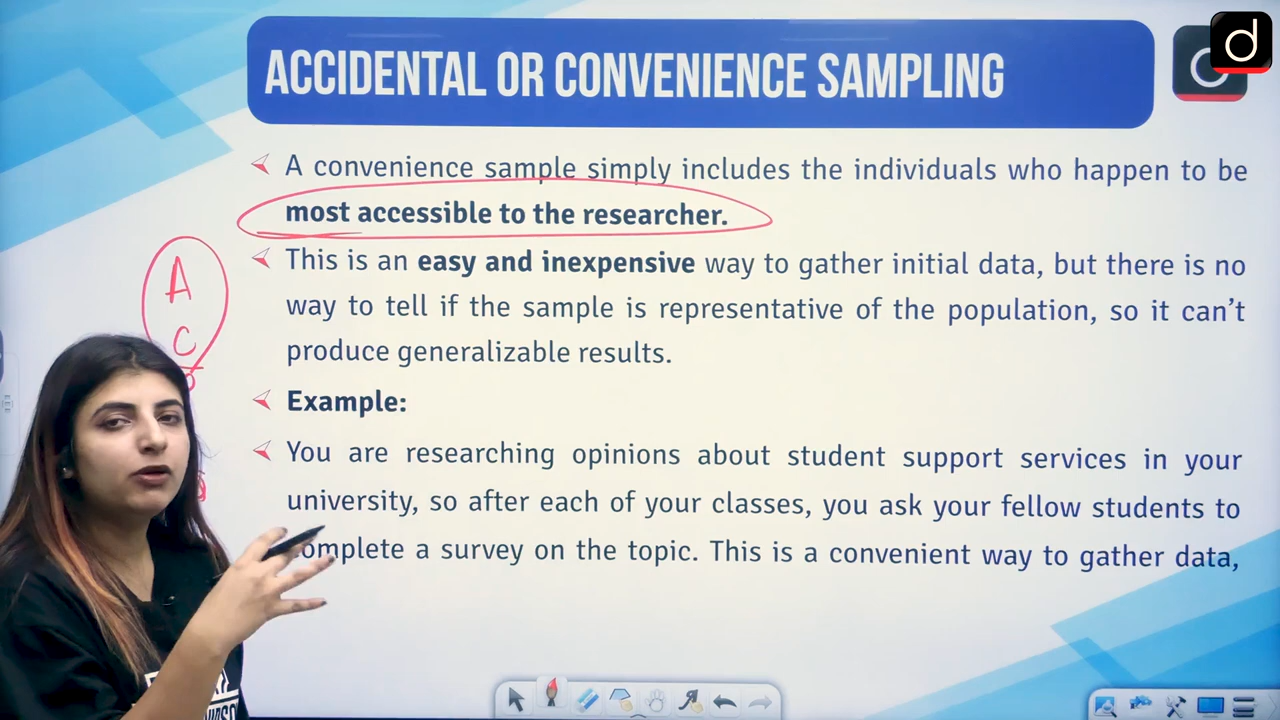 ACCIDENTAL OR CONVENIENCE SAMPLING
d
A convenience sample simply includes the individuals who happen to be
most accessible to the researcher.
This is an easy and inexpensive way to gather initial data, but there is no
way to tell if the sample is representative of the population, so it can't
produce generalizable results.
Example:
You are researching opinions about student support services in your
university, so after each of your classes, you ask your fellow students to
complete a survey on the topic. This is a convenient way to gather data,
A
C